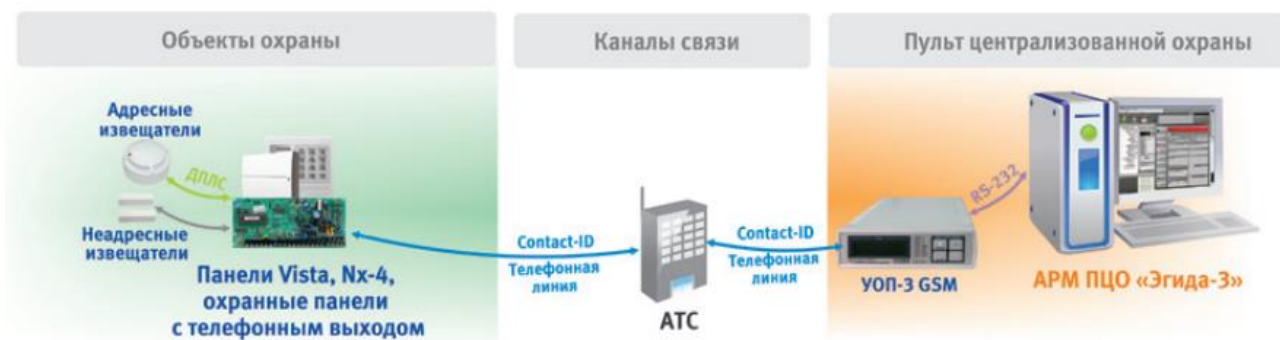 Объекты охраны
Каналы связи
Пульт централизованной охраны
Адресные
извещатели
ДПЛС
Неадресные
извещатели
Панели Vista, Nx-4,
охранные панели
с телефонным выходом
Contact-ID
Телефонная
линия
АТС
Contact-ID
Телефонная
линия
УОП-3 GSM
RS-232
АРМ ПЦО «Эгида-3»